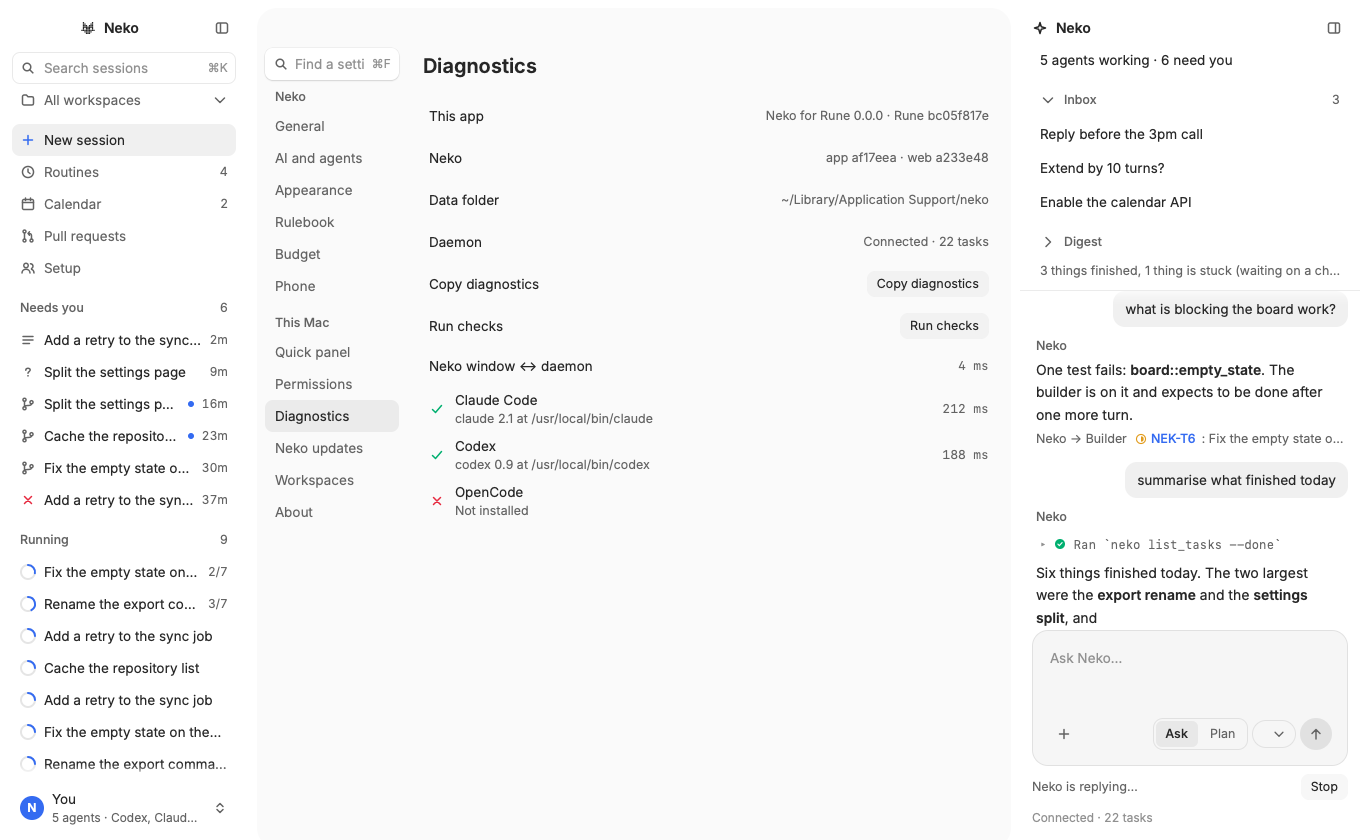 Neko
Search sessions ⌘K
All workspaces
New session
Routines 4
Calendar 2
Pull requests
Setup
Needs you 6
Add a retry to the sync... 2m
? Split the settings page 9m
Split the settings p... 16m
Cache the reposito... 23m
Fix the empty state o... 30m
Add a retry to the syn... 37m
Running 9
Fix the empty state on... 2/7
Rename the export co... 3/7
Add a retry to the sync job
Cache the repository list
Add a retry to the sync job
Fix the empty state on the...
Rename the export comma...
N
You
5 agents · Codex, Claud...
Find a setti ⌘F
Neko
General
AI and agents
Appearance
Rulebook
Budget
Phone
This Mac
Quick panel
Permissions
Diagnostics
Neko updates
Workspaces
About
Diagnostics
This app Neko for Rune 0.0.0 · Rune bc05f817e
Neko app af17eea · web a233e48
Data folder ~/Library/Application Support/neko
Daemon Connected · 22 tasks
Copy diagnostics Copy diagnostics
Run checks Run checks
Neko window ↔ daemon 4 ms
Claude Code
claude 2.1 at /usr/local/bin/claude 212 ms
Codex
codex 0.9 at /usr/local/bin/codex 188 ms
OpenCode
Not installed
Neko
5 agents working · 6 need you
Inbox 3
Reply before the 3pm call
Extend by 10 turns?
Enable the calendar API
Digest
3 things finished, 1 thing is stuck (waiting on a ch...
what is blocking the board work?
Neko
One test fails: board::empty_state. The
builder is on it and expects to be done after
one more turn.
Neko → Builder NEK-T6 : Fix the empty state o...
summarise what finished today
Neko
Ran `neko list_tasks --done`
Six things finished today. The two largest
were the export rename and the settings
split, and
Ask Neko...
Ask Plan
Neko is replying... Stop
Connected · 22 tasks